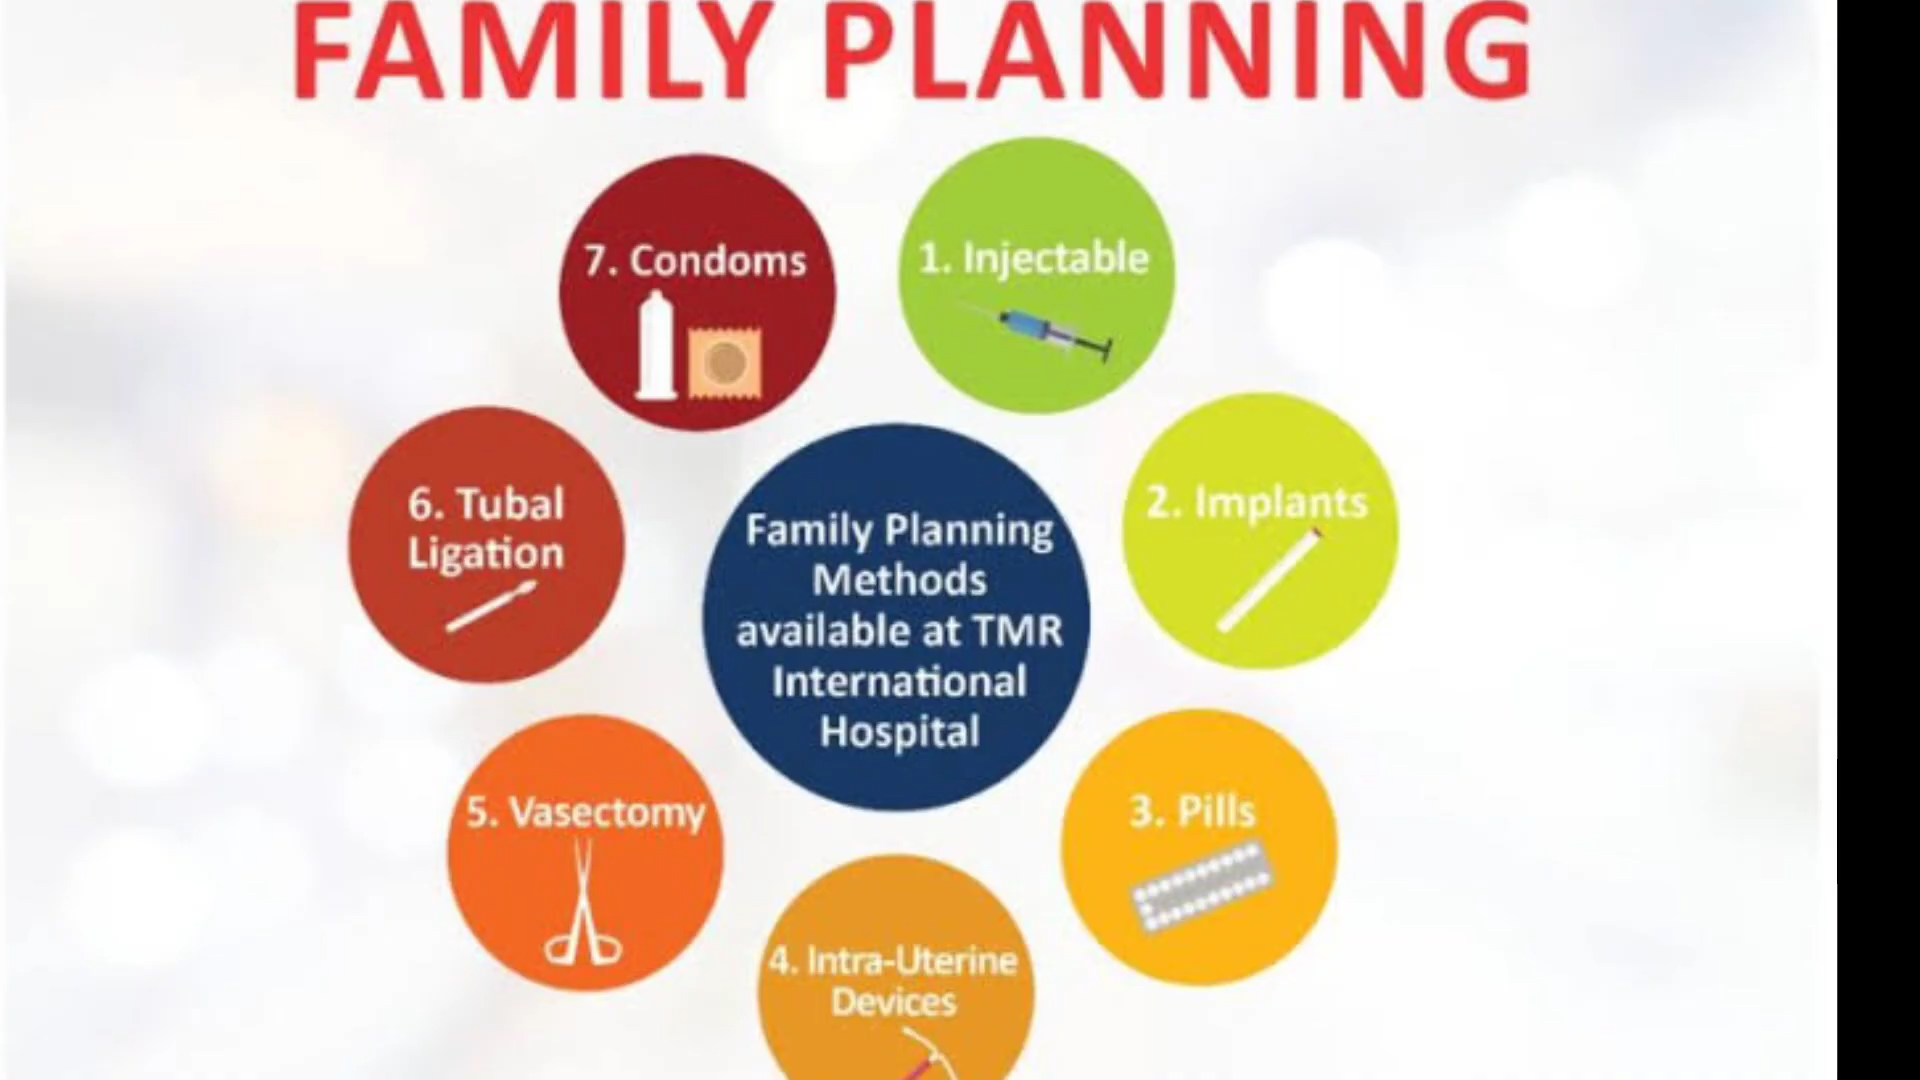 FAMILY PLANNING
7. Condoms
1. Injectable
6. Tubal
Ligation
2. Implants
Family Planning
Methods
available at TMR
International
Hospital
5. Vasectomy
3. Pills
4. Intra-Uterine
Devices